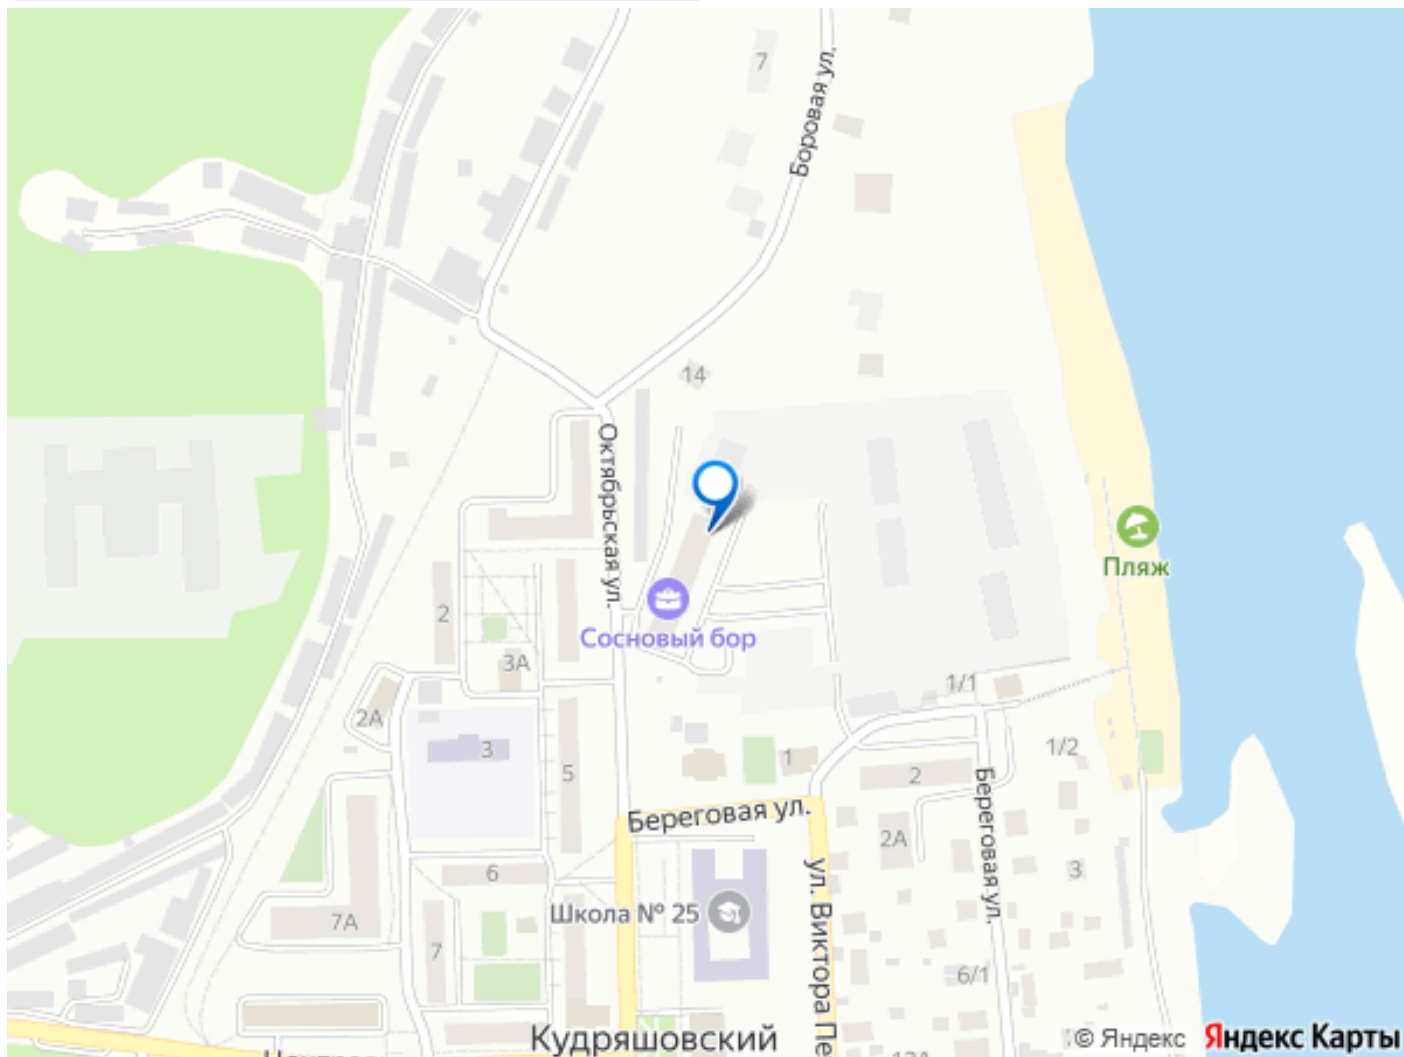 7
Боровая ул.
14
Октябрьская ул.
Пляж
2
Сосновый бор
3А
1/1
2А
3
5
1
2
1/2
Береговая ул.
Береговая ул.
2А
3
6
ул. Виктора Пе
Школа № 25
7А
7
6/1
Кудряшовский
© Яндекс Яндекс Карты